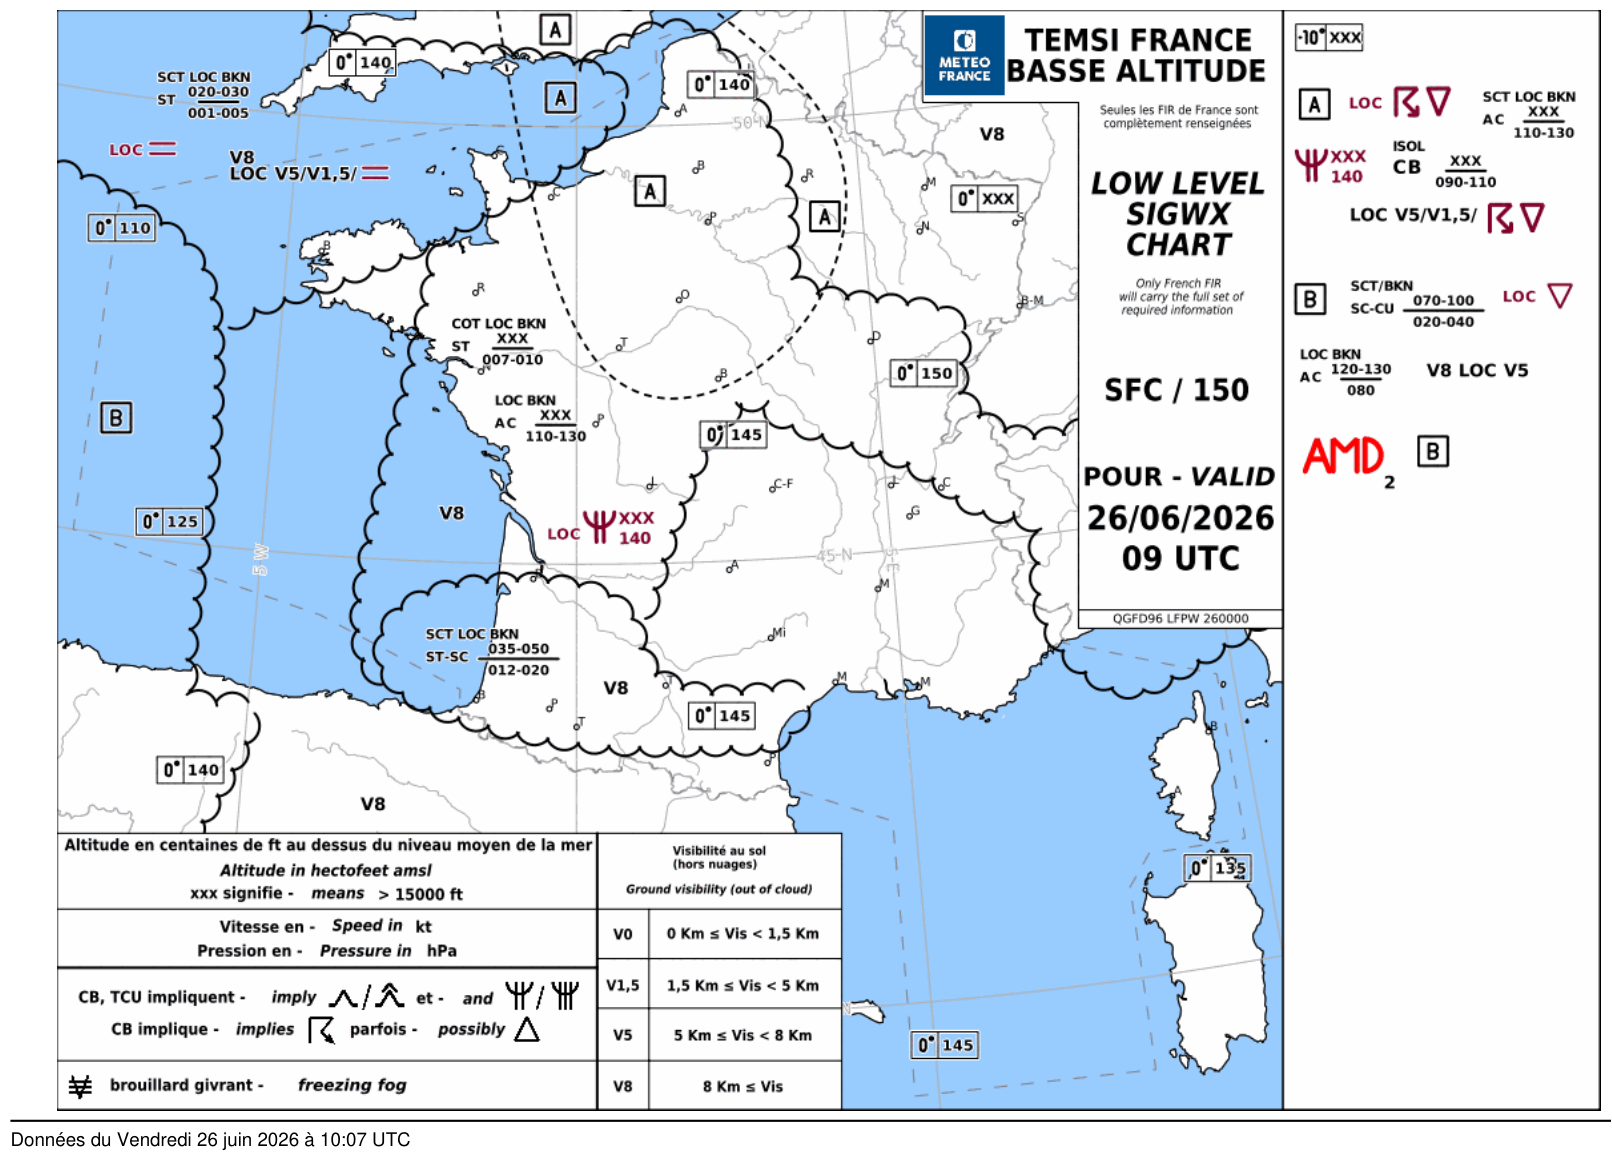 METEO
FRANCE
TEMSI FRANCE
BASSE ALTITUDE
Seules les FIR de France sont
complètement renseignées
LOW LEVEL
SIGWX
CHART
Only French FIR
will carry the full set of
required information
SFC / 150
POUR - VALID
26/06/2026
09 UTC
QGFD96 LFPW 260000
-10° XXX
A
LOC
SCT LOC BKN
AC XXX
110-130
XXX
140
ISOL
CB XXX
090-110
LOC V5/V1,5/
B
SCT/BKN
SC-CU 070-100
020-040
LOC
LOC BKN
AC 120-130
080
V8 LOC V5
AMD 2
B
A
0° 140
SCT LOC BKN
ST 020-030
001-005
LOC
V8
LOC V5/V1,5/
A
0° 140
50°N
V8
A
A
0° XXX
0° 110
COT LOC BKN
ST XXX
007-010
LOC BKN
AC XXX
110-130
0° 150
0° 145
B
V8
LOC XXX
140
0° 125
5 W
45 N
SCT LOC BKN
ST-SC 035-050
012-020
V8
0° 145
0° 140
V8
0° 135
0° 145
A
B
R
P
M
N
S
B-M
C
C
B
R
O
T
B
D
N
P
L
C-F
L
C
G
A
M
Mi
B
P
T
T
M
M
P
B
A
Altitude en centaines de ft au dessus du niveau moyen de la mer
Altitude in hectofeet amsl
xxx signifie - means > 15000 ft
Vitesse en - Speed in kt
Pression en - Pressure in hPa
CB, TCU impliquent - imply / et - and /
CB implique - implies parfois - possibly
brouillard givrant - freezing fog
Visibilité au sol
(hors nuages)
Ground visibility (out of cloud)
V0 0 Km ≤ Vis < 1,5 Km
V1,5 1,5 Km ≤ Vis < 5 Km
V5 5 Km ≤ Vis < 8 Km
V8 8 Km ≤ Vis
Données du Vendredi 26 juin 2026 à 10:07 UTC